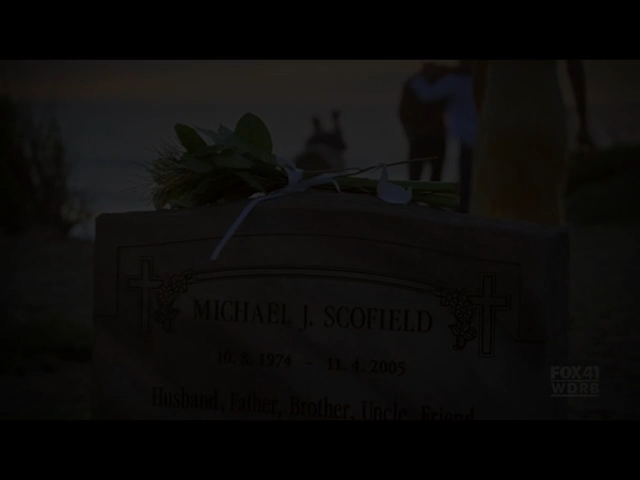 MICHAEL J. SCOFIELD
10.8.1974 - 11.4.2005
Husband, Father, Brother, Uncle, Friend
FOX41
WDRB